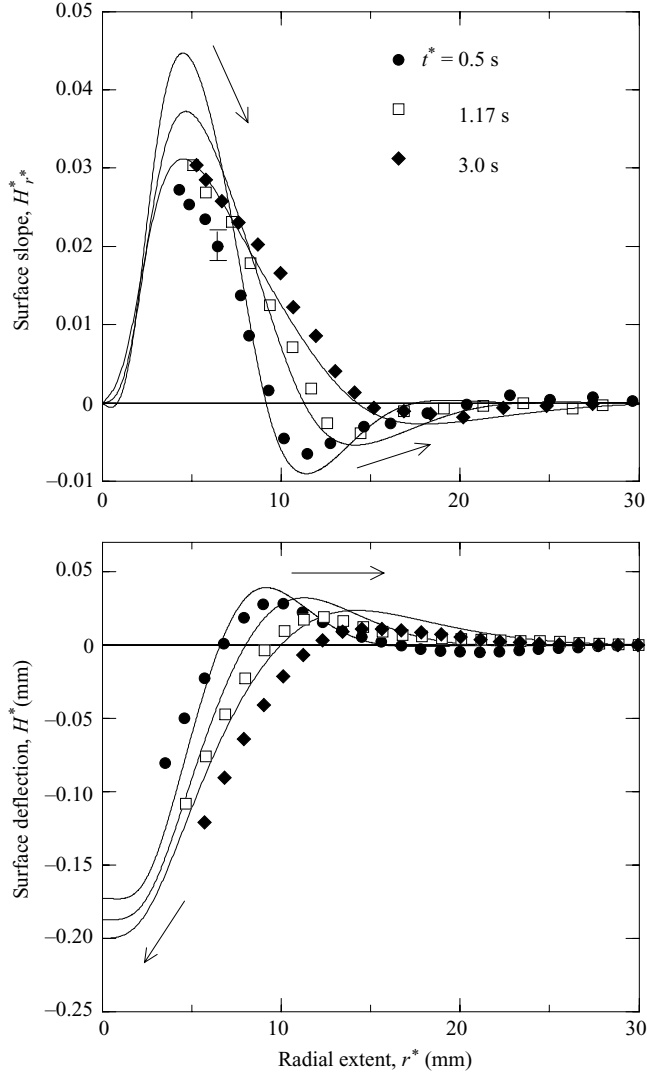 0.05
0.04
0.03
0.02
0.01
0
–0.01
Surface slope, H*r*
t* = 0.5 s
1.17 s
3.0 s
0 10 20 30
0.05
0
–0.05
–0.10
–0.15
–0.20
–0.25
Surface deflection, H* (mm)
0 10 20 30
Radial extent, r* (mm)